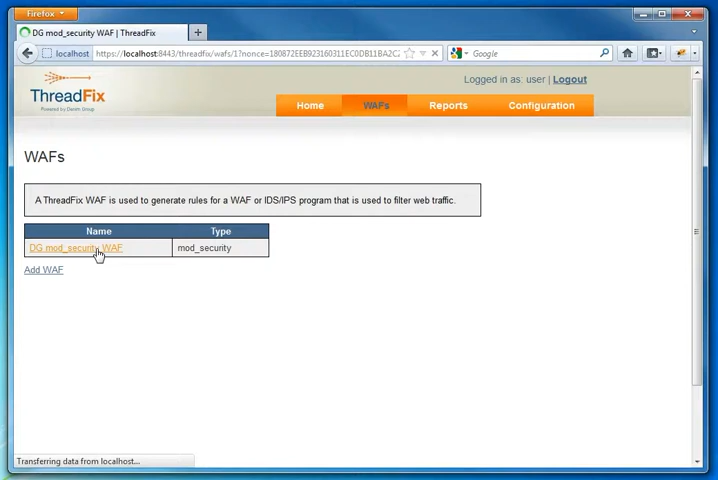 Firefox
DG mod_security WAF | ThreadFix
localhost https://localhost:8443/threadfix/wafs/1?nonce=180872EEB923160311EC0DB11BA2C2 Google
Logged in as: user | Logout
ThreadFix
Powered by Denim Group
Home WAFs Reports Configuration
WAFs
A ThreadFix WAF is used to generate rules for a WAF or IDS/IPS program that is used to filter web traffic.
Name Type
DG mod_security WAF mod_security
Add WAF
Transferring data from localhost...